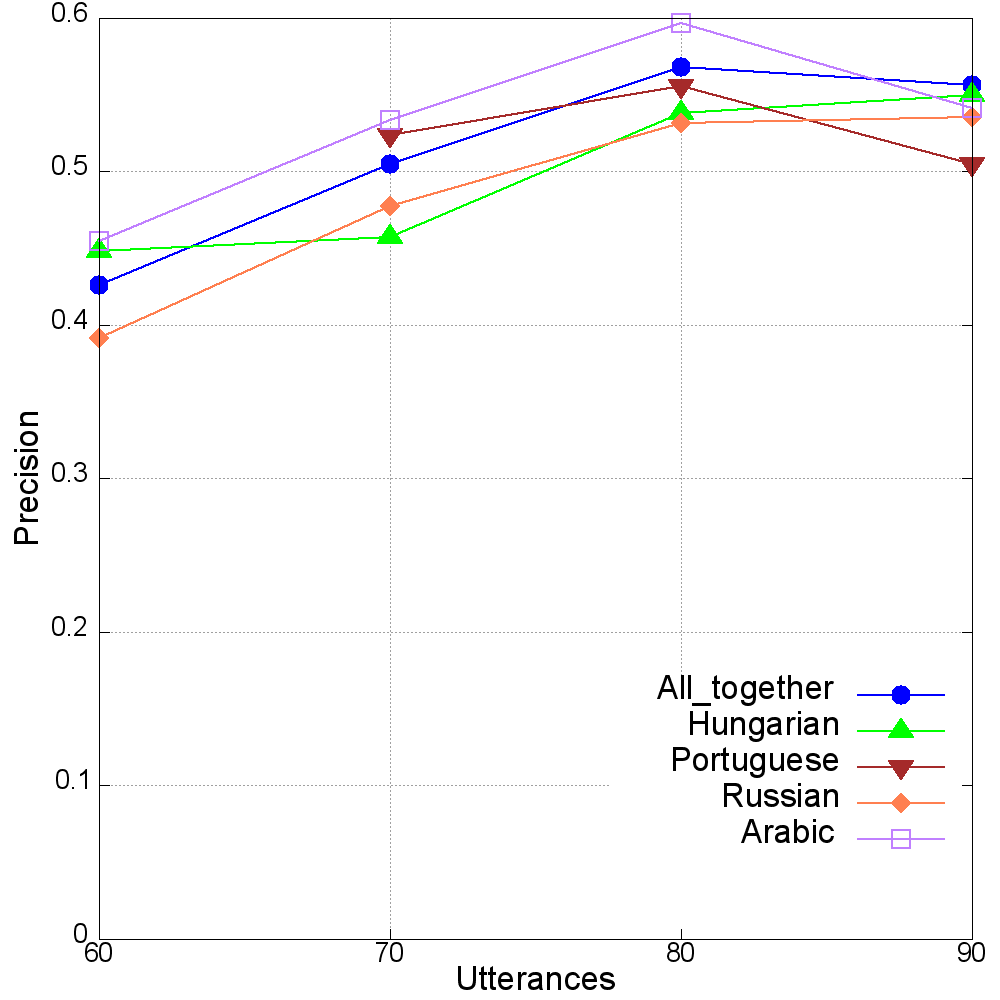 0.6
0.5
0.4
0.3
0.2
0.1
0
Precision
60 70 80 90
Utterances
All_together
Hungarian
Portuguese
Russian
Arabic